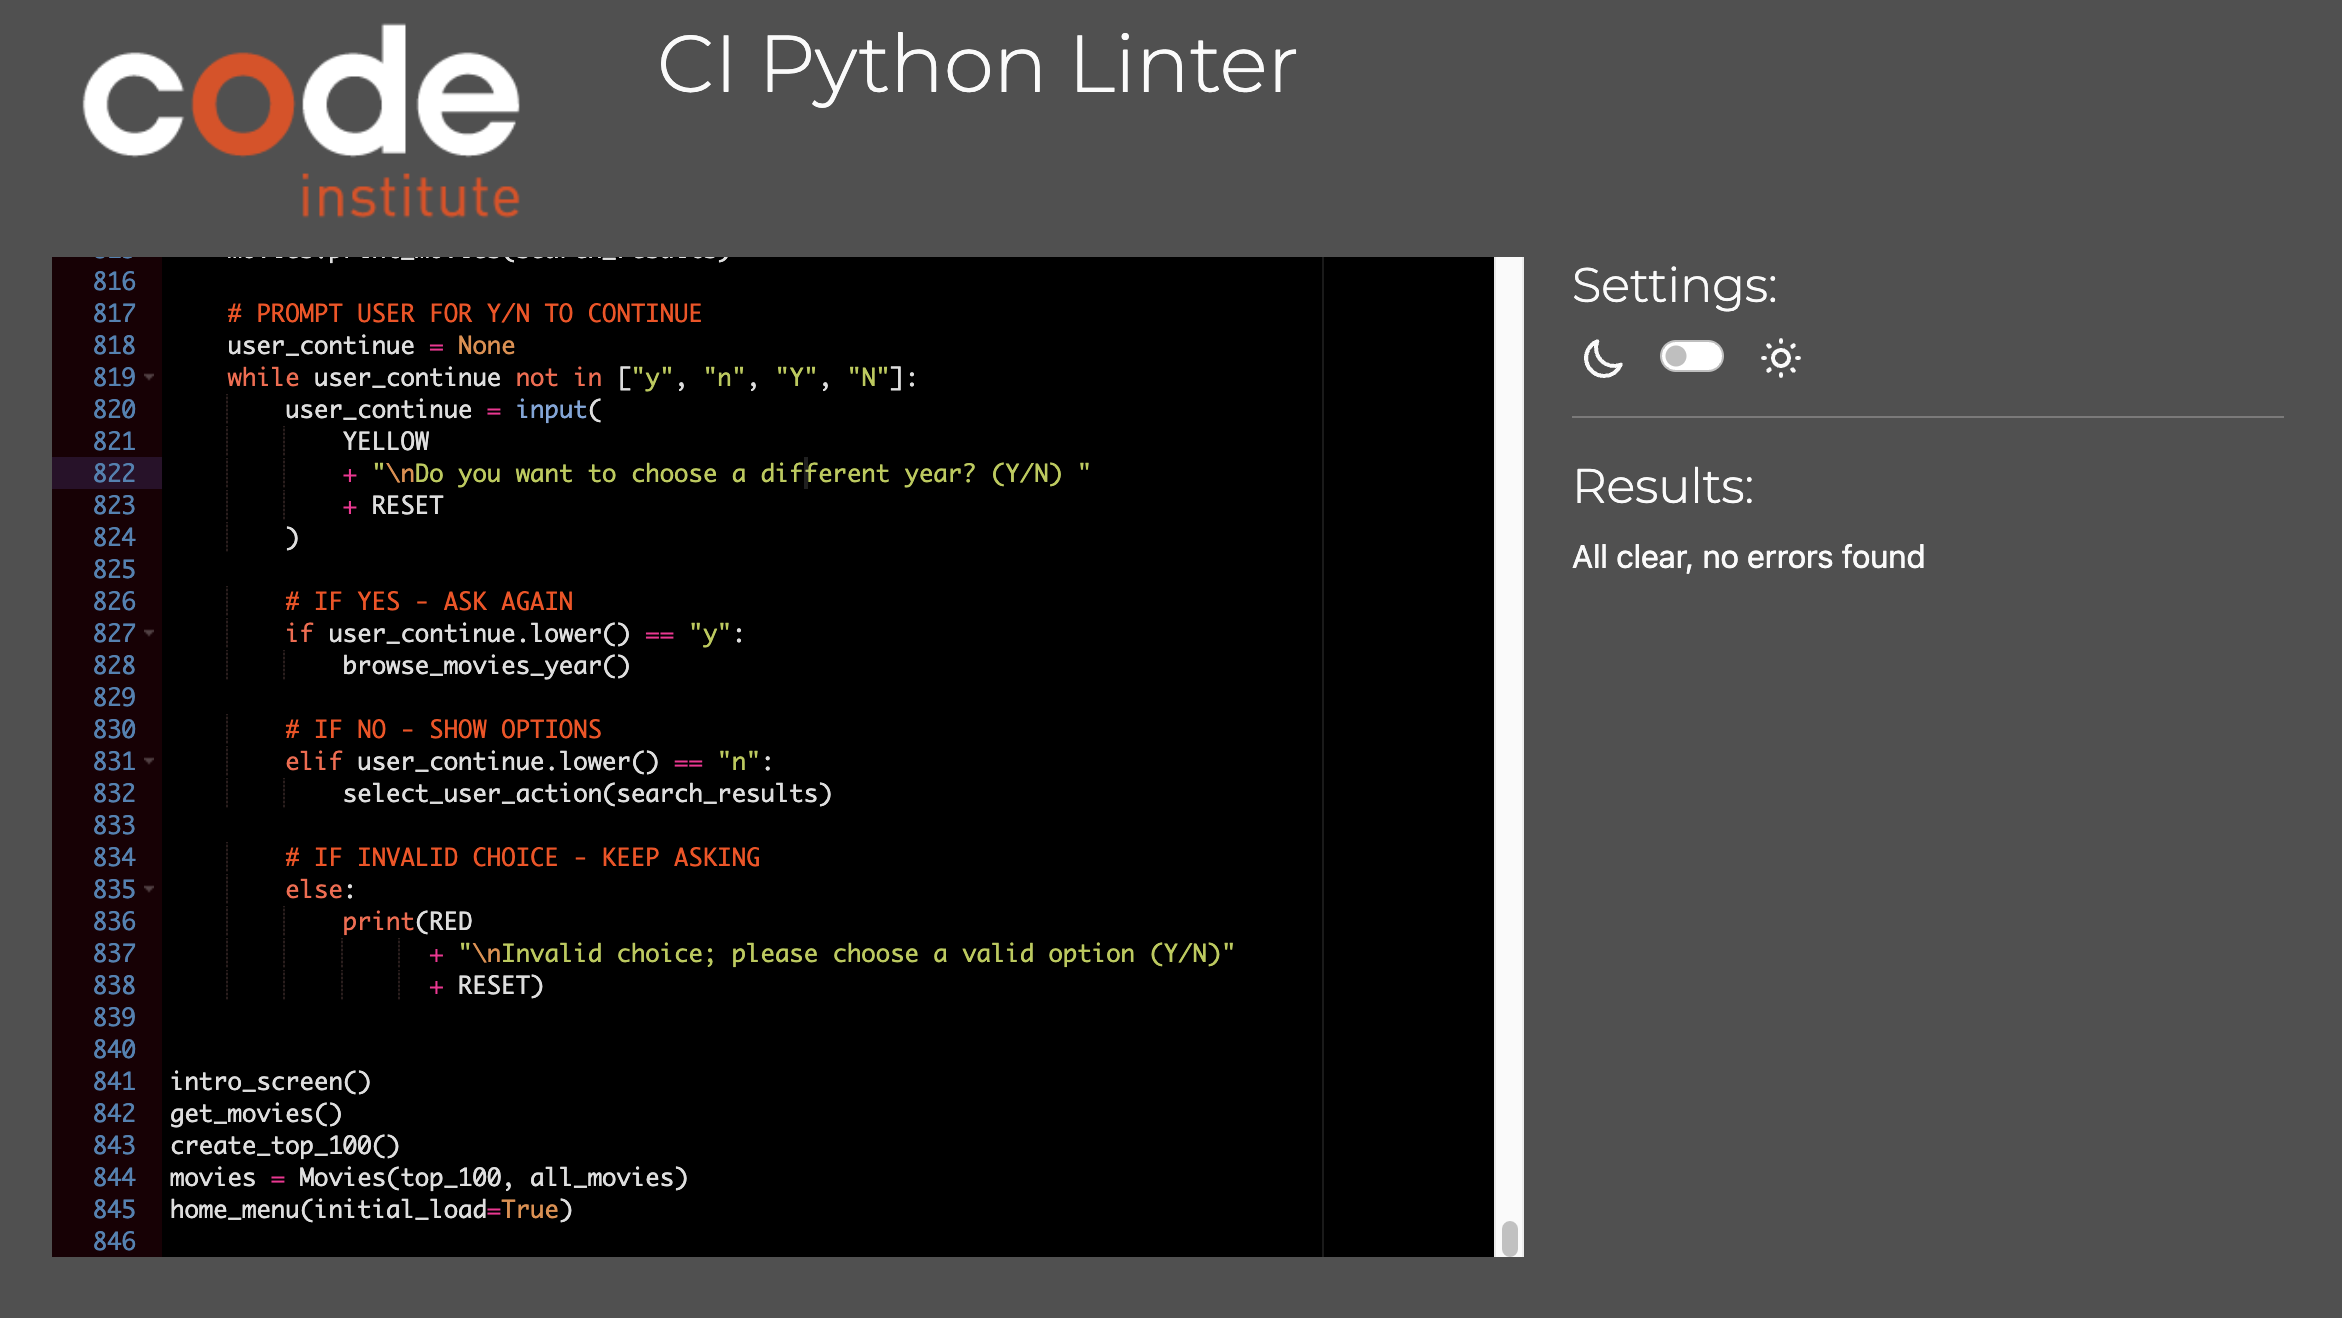 code
institute
CI Python Linter
816
817 # PROMPT USER FOR Y/N TO CONTINUE
818 user_continue = None
819 while user_continue not in ["y", "n", "Y", "N"]:
820 user_continue = input(
821 YELLOW
822 + "\nDo you want to choose a different year? (Y/N) "
823 + RESET
824 )
825
826 # IF YES - ASK AGAIN
827 if user_continue.lower() == "y":
828 browse_movies_year()
829
830 # IF NO - SHOW OPTIONS
831 elif user_continue.lower() == "n":
832 select_user_action(search_results)
833
834 # IF INVALID CHOICE - KEEP ASKING
835 else:
836 print(RED
837 + "\nInvalid choice; please choose a valid option (Y/N)"
838 + RESET)
839
840
841 intro_screen()
842 get_movies()
843 create_top_100()
844 movies = Movies(top_100, all_movies)
845 home_menu(initial_load=True)
846
Settings:
Results:
All clear, no errors found